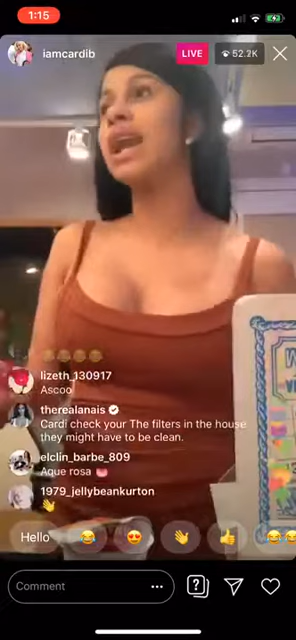 1:15
iamcardib
LIVE
52.2K
lizeth_130917
Ascoo
therealanais
Cardi check your The filters in the house
they might have to be clean.
elclin_barbe_809
Aque rosa
1979_jellybeankurton
Hello
Comment